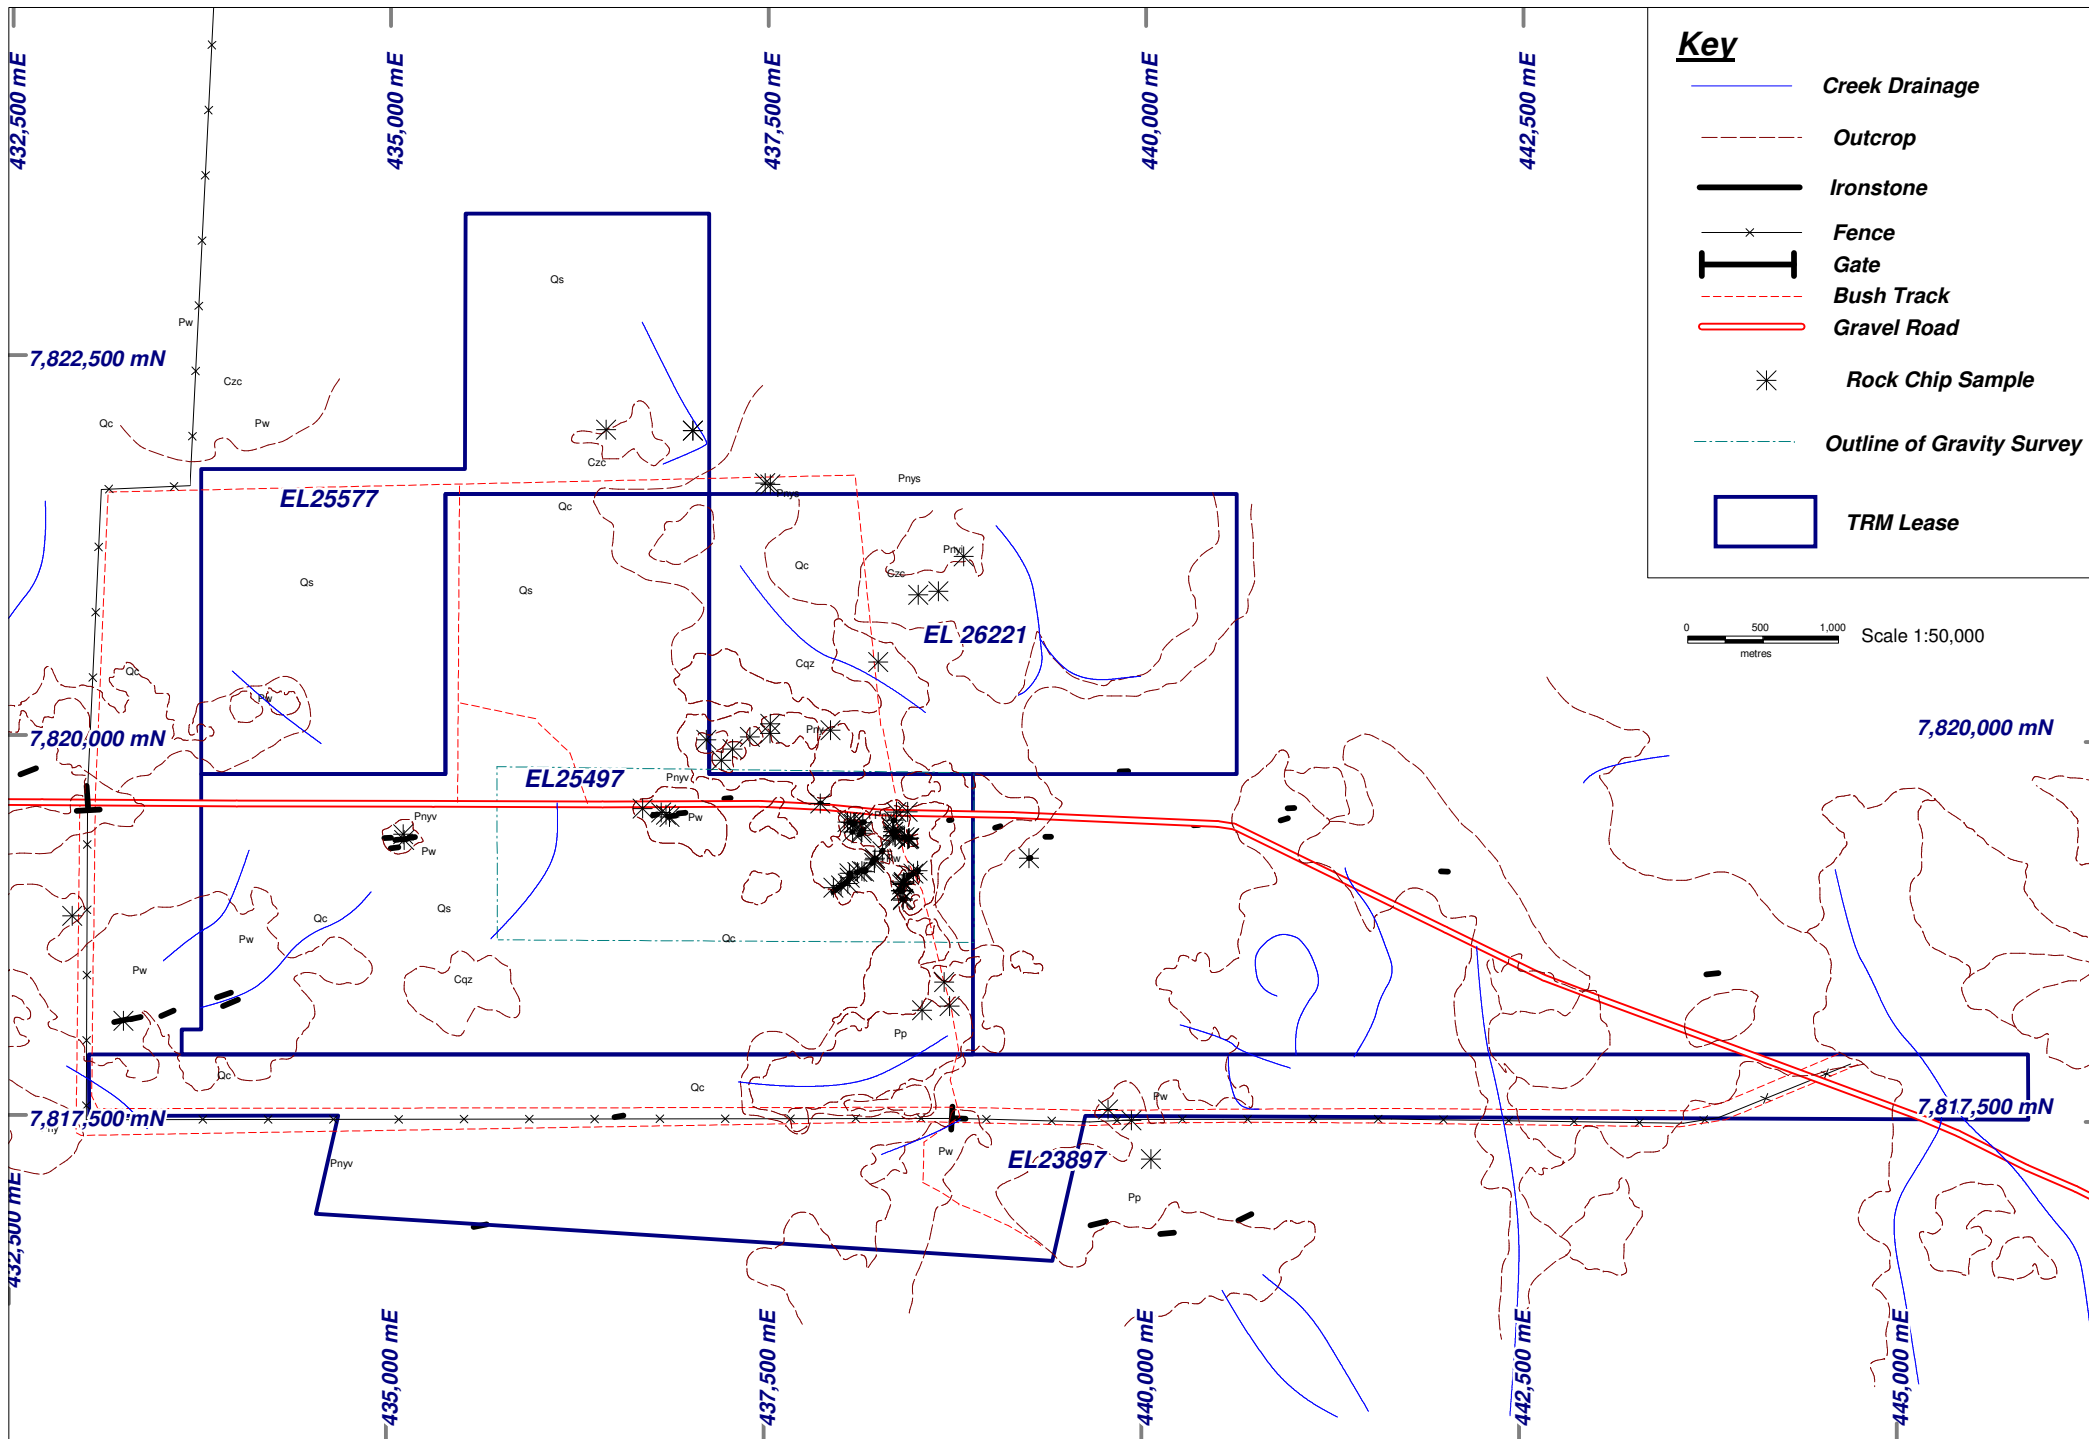 432,500 mE
435,000 mE
437,500 mE
440,000 mE
442,500 mE
Key
Creek Drainage
Outcrop
Ironstone
Fence
Gate
Bush Track
Gravel Road
Rock Chip Sample
Outline of Gravity Survey
TRM Lease
0 500 1,000
metres
Scale 1:50,000
Qs
Pw
7,822,500 mN
Czc
Qc
Pw
Czc
Pnys
Pnys
EL25577
Qc
Pnyi
Qc
Czc
Qs
Qs
EL 26221
Cqz
Qc
Pw
7,820,000 mN
7,820,000 mN
EL25497
Pnyv
Pnyv
Pw
Pw
Pw
Qs
Qc
Pw
Qc
Pw
Cqz
Pp
Qc
Qc
Pw
7,817,500 mN
7,817,500 mN
Pnyv
Pw
EL23897
Pp
432,500 mE
435,000 mE
437,500 mE
440,000 mE
442,500 mE
445,000 mE